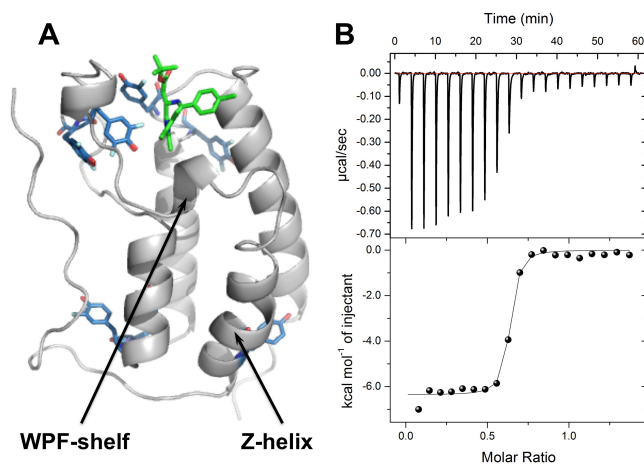 A
WPF-shelf
Z-helix
B
Time (min)
0 10 20 30 40 50 60
0.00
-0.10
-0.20
-0.30
-0.40
-0.50
-0.60
-0.70
µcal/sec
0.0
-2.0
-4.0
-6.0
kcal mol⁻¹ of injectant
0.0 0.5 1.0
Molar Ratio